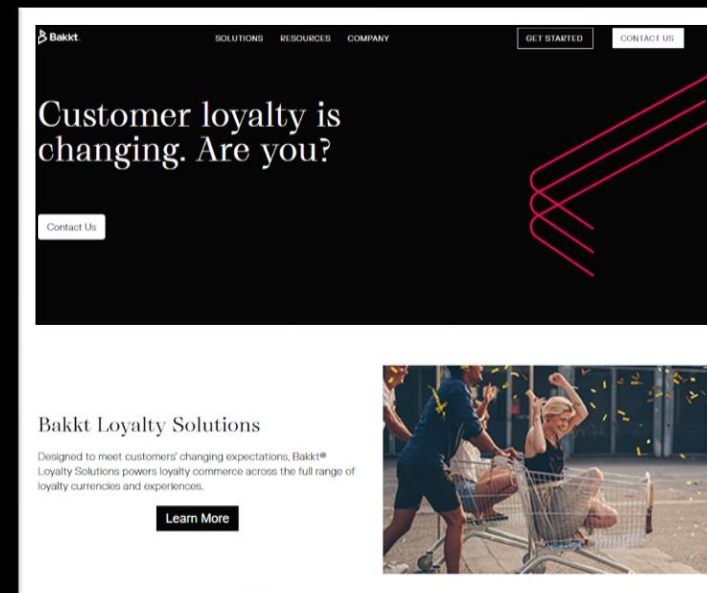 Bakkt.
SOLUTIONS RESOURCES COMPANY
GET STARTED
CONTACT US
Customer loyalty is
changing. Are you?
Contact Us
Bakkt Loyalty Solutions
Designed to meet customers' changing expectations, Bakkt®
Loyalty Solutions powers loyalty commerce across the full range of
loyalty currencies and experiences.
Learn More